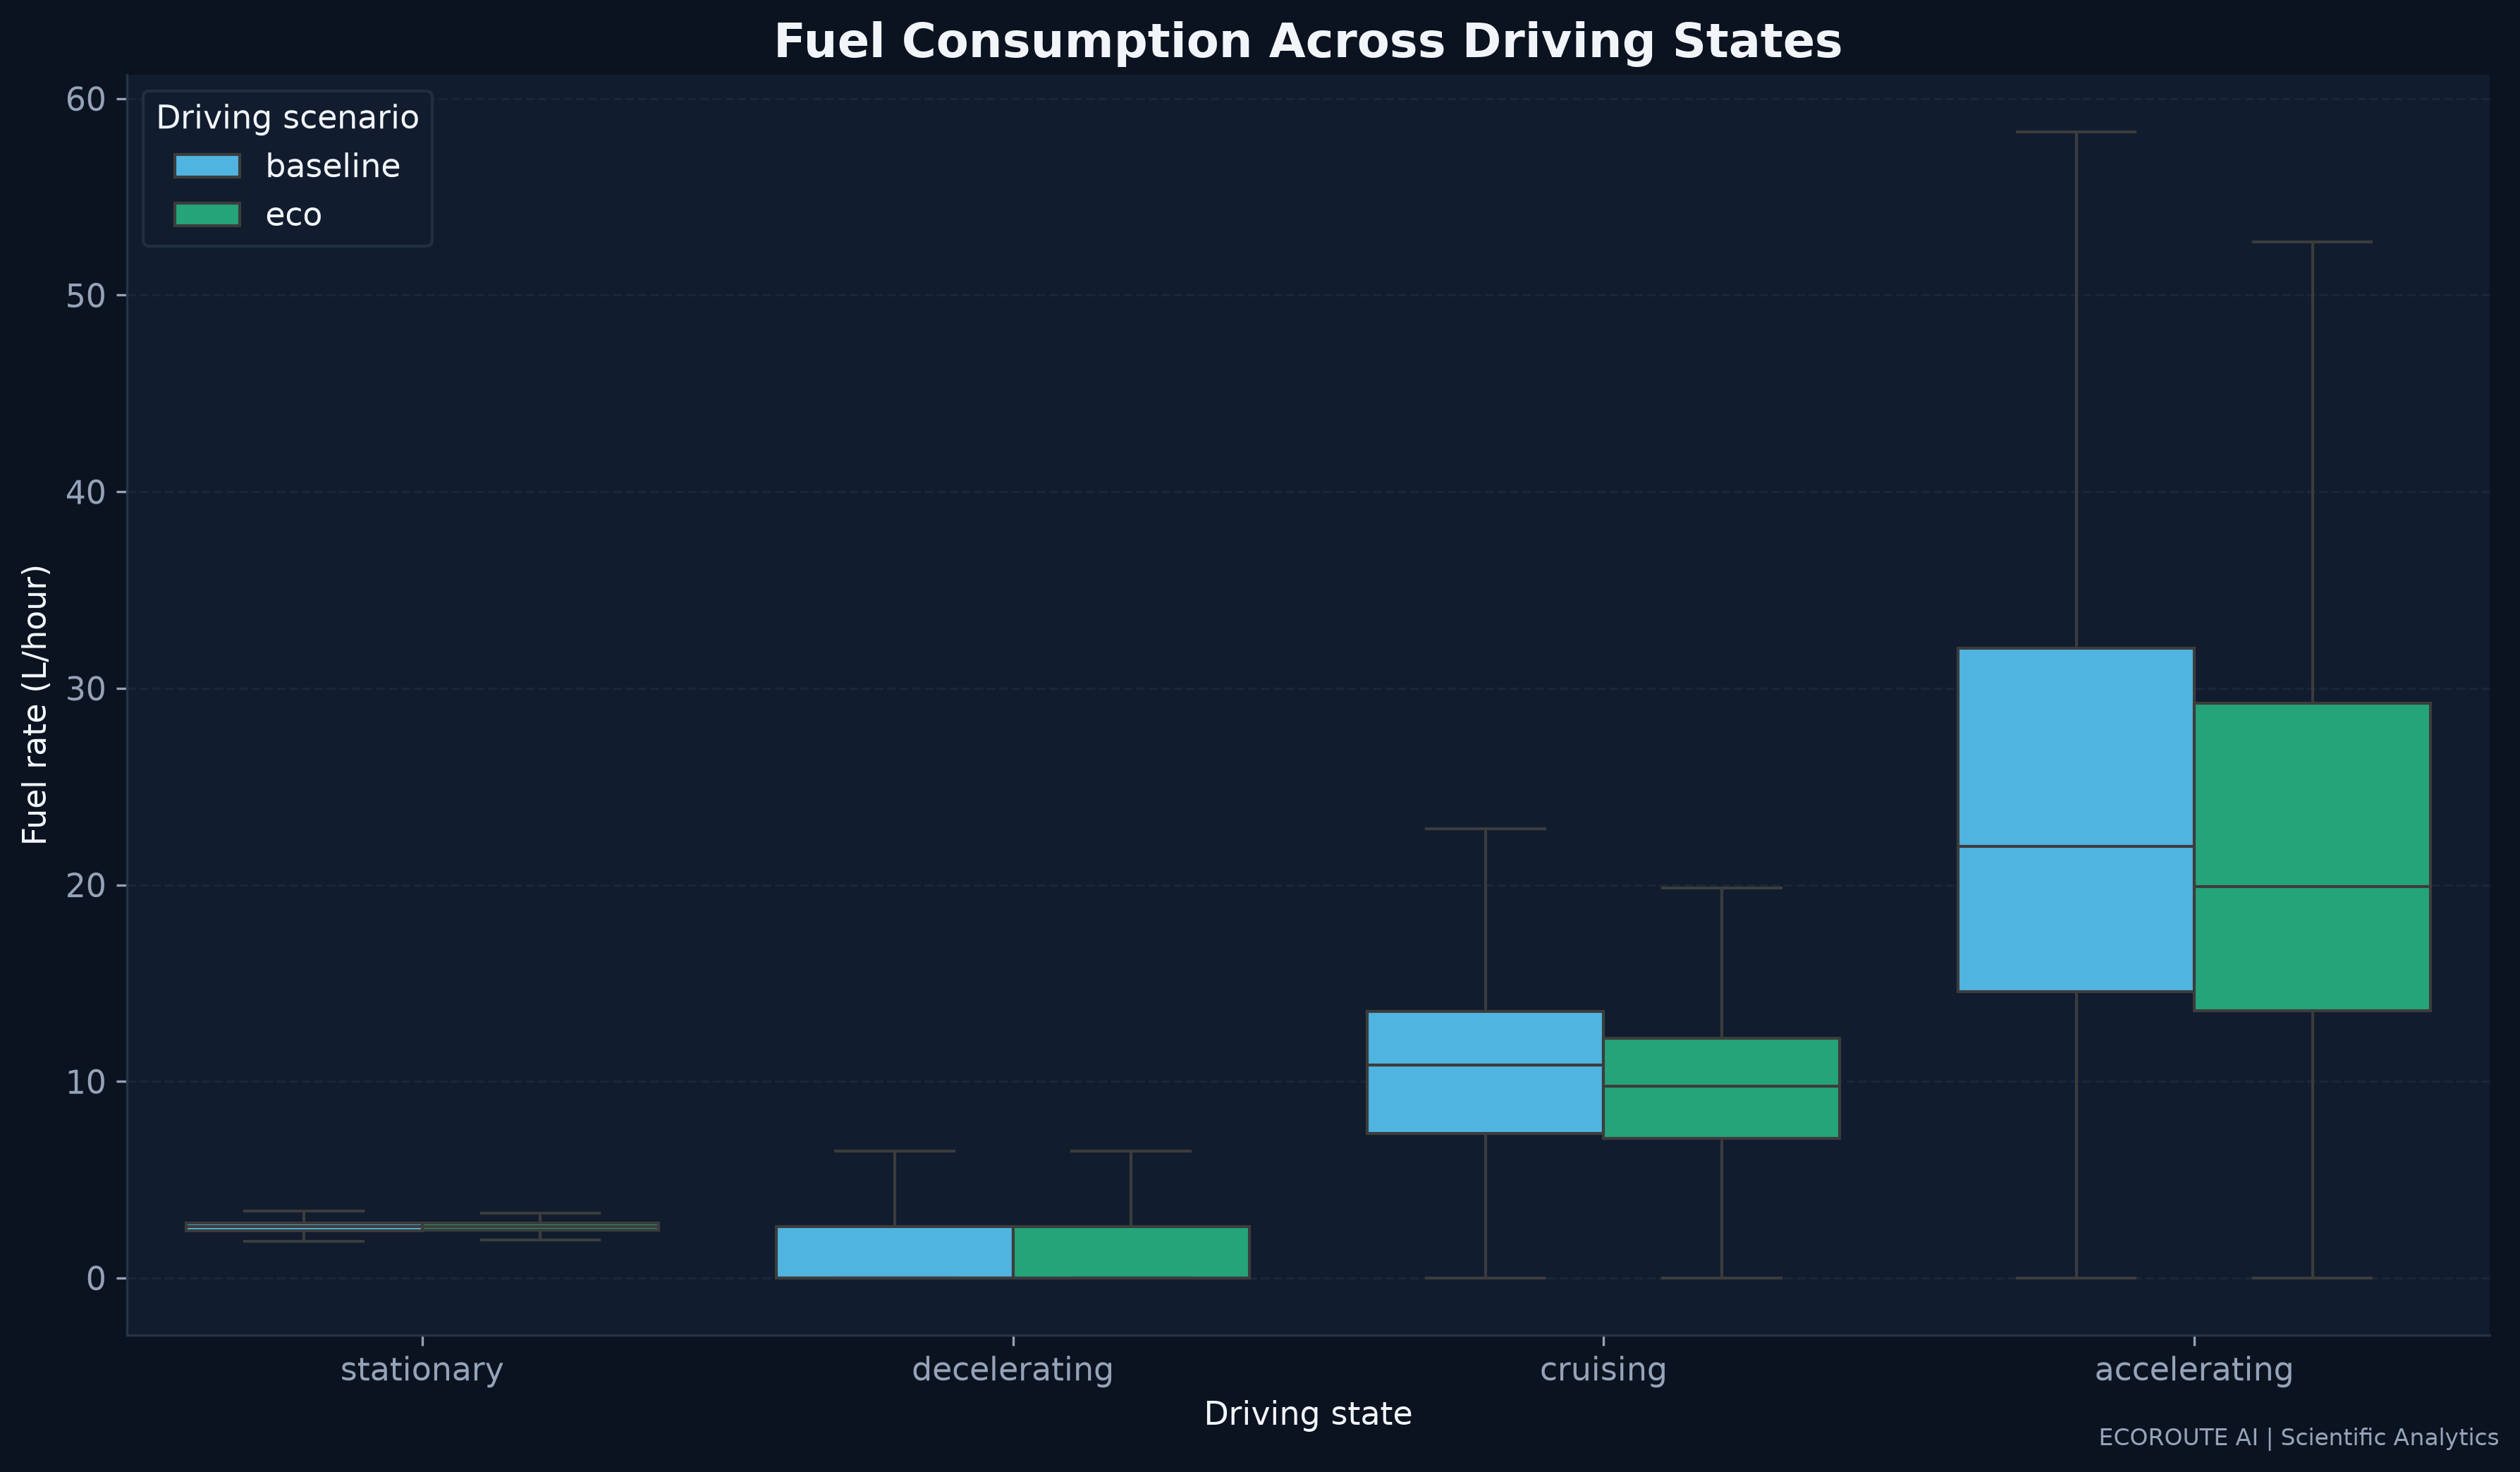 Fuel Consumption Across Driving States
60
50
40
30
20
10
0
Fuel rate (L/hour)
Driving scenario
baseline
eco
stationary
decelerating
cruising
accelerating
Driving state
ECOROUTE AI | Scientific Analytics